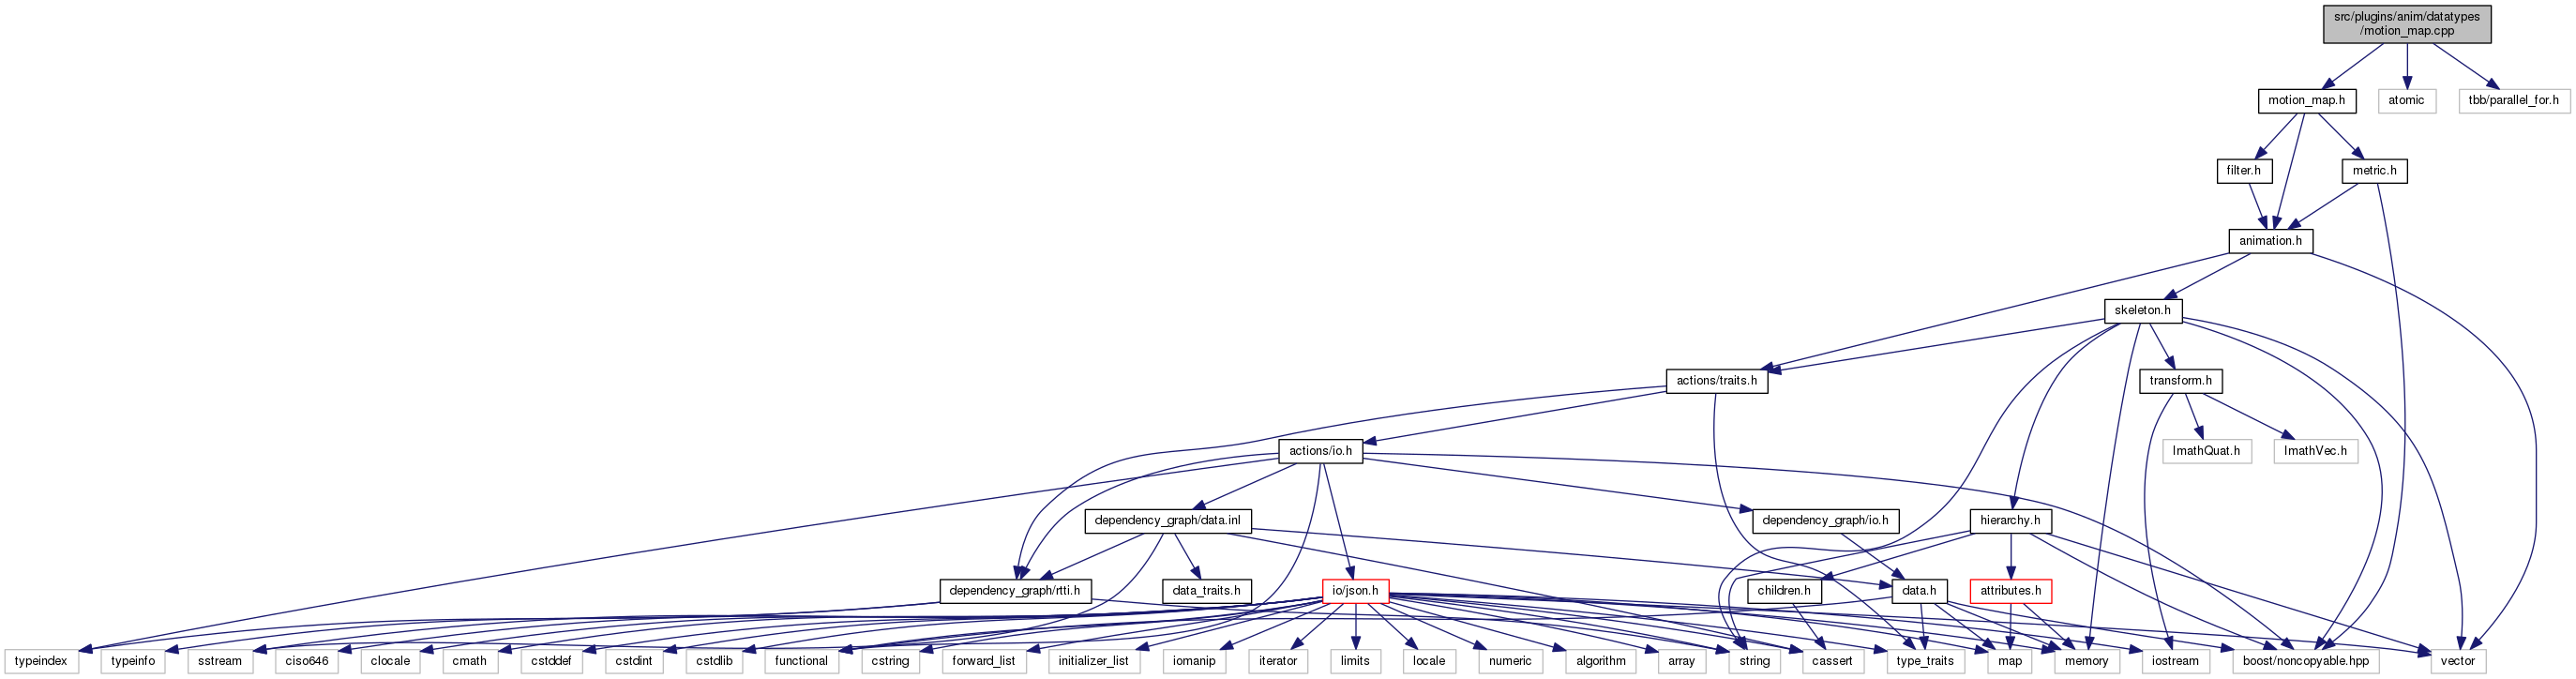 src/plugins/anim/datatypes
/motion_map.cpp
motion_map.h
atomic
tbb/parallel_for.h
filter.h
metric.h
animation.h
skeleton.h
actions/traits.h
transform.h
actions/io.h
ImathQuat.h
ImathVec.h
dependency_graph/data.inl
dependency_graph/io.h
hierarchy.h
dependency_graph/rtti.h
data_traits.h
io/json.h
children.h
data.h
attributes.h
typeindex
typeinfo
sstream
ciso646
clocale
cmath
cstddef
cstdint
cstdlib
functional
cstring
forward_list
initializer_list
iomanip
iterator
limits
locale
numeric
algorithm
array
string
cassert
type_traits
map
memory
iostream
boost/noncopyable.hpp
vector